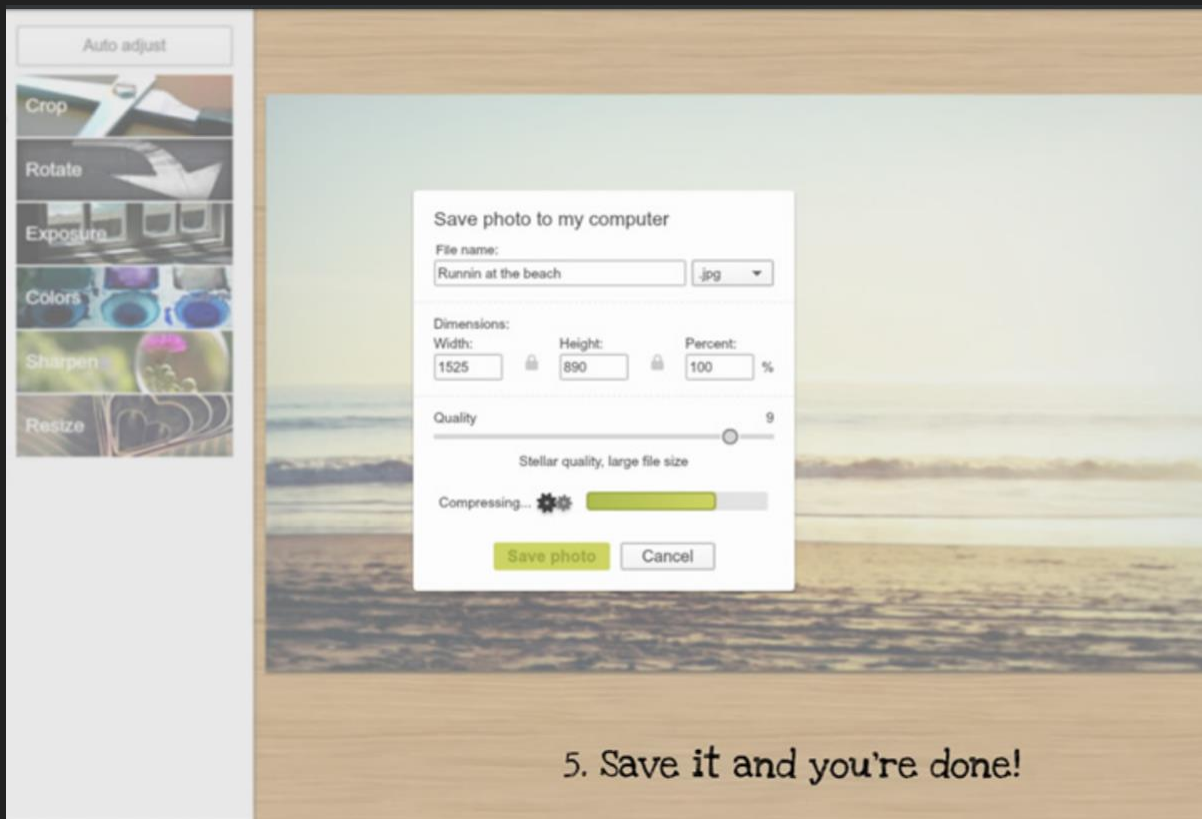 Auto adjust
Crop
Rotate
Exposure
Colors
Sharpen
Resize
Save photo to my computer
File name:
Runnin at the beach .jpg
Dimensions:
Width: Height: Percent:
1525 890 100 %
Quality 9
Stellar quality, large file size
Compressing...
Save photo Cancel
5. Save it and you're done!